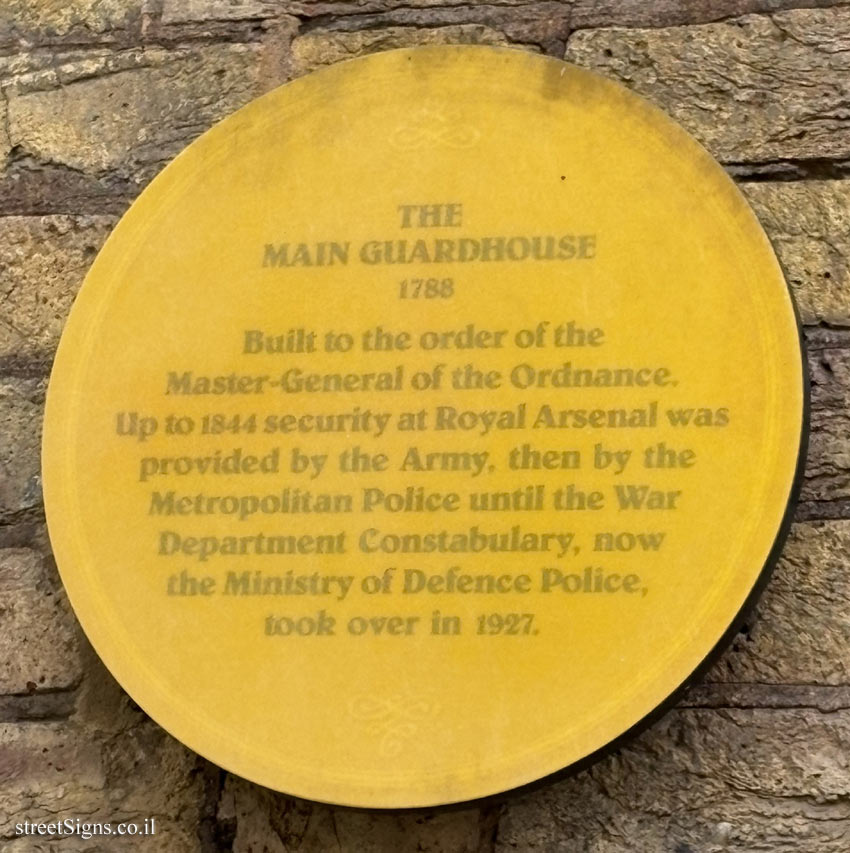 THE
MAIN GUARDHOUSE
1788
Built to the order of the
Master-General of the Ordnance.
Up to 1844 security at Royal Arsenal was
provided by the Army, then by the
Metropolitan Police until the War
Department Constabulary, now
the Ministry of Defence Police,
took over in 1927.
streetSigns.co.il